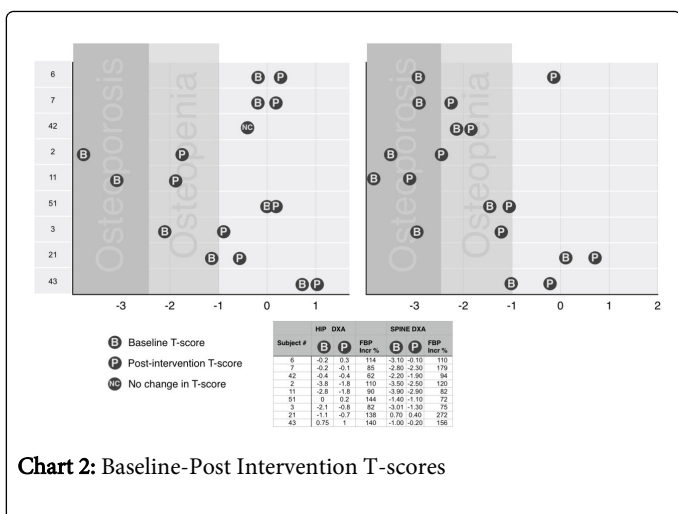 Osteoporosis
Osteopenia
Osteoporosis
Osteopenia
6 B P B P
7 B P B P
42 NC B P
2 B P B P
11 B P B P
51 B P B P
3 B P B P
21 B P B P
43 B P B P
-3 -2 -1 0 1 -3 -2 -1 0 1 2
B Baseline T-score
P Post-intervention T-score
NC No change in T-score
HIP DXA SPINE DXA
Subject # B P FBP Incr % B P FBP Incr %
6 -0.2 0.3 114 -3.10 -0.10 110
7 -0.2 -0.1 85 -2.80 -2.30 179
42 -0.4 -0.4 62 -2.20 -1.90 94
2 -3.8 -1.8 110 -3.50 -2.50 120
11 -2.8 -1.8 90 -3.90 -2.90 82
51 0 0.2 144 -1.40 -1.10 72
3 -2.1 -0.8 82 -3.01 -1.30 75
21 -1.1 -0.7 138 0.70 0.40 272
43 0.75 1 140 -1.00 -0.20 156
Chart 2: Baseline-Post Intervention T-scores